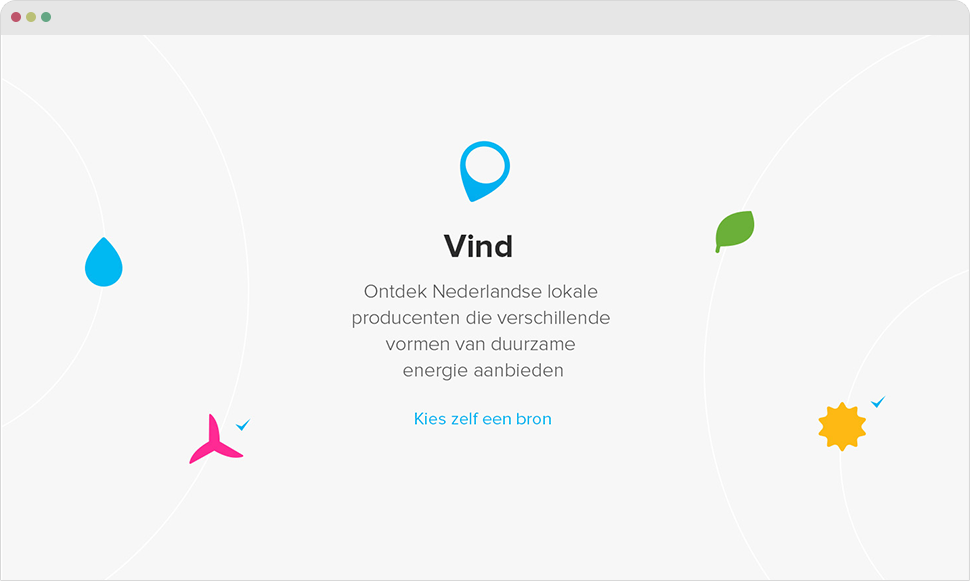 Vind
Ontdek Nederlandse lokale
producenten die verschillende
vormen van duurzame
energie aanbieden
Kies zelf een bron